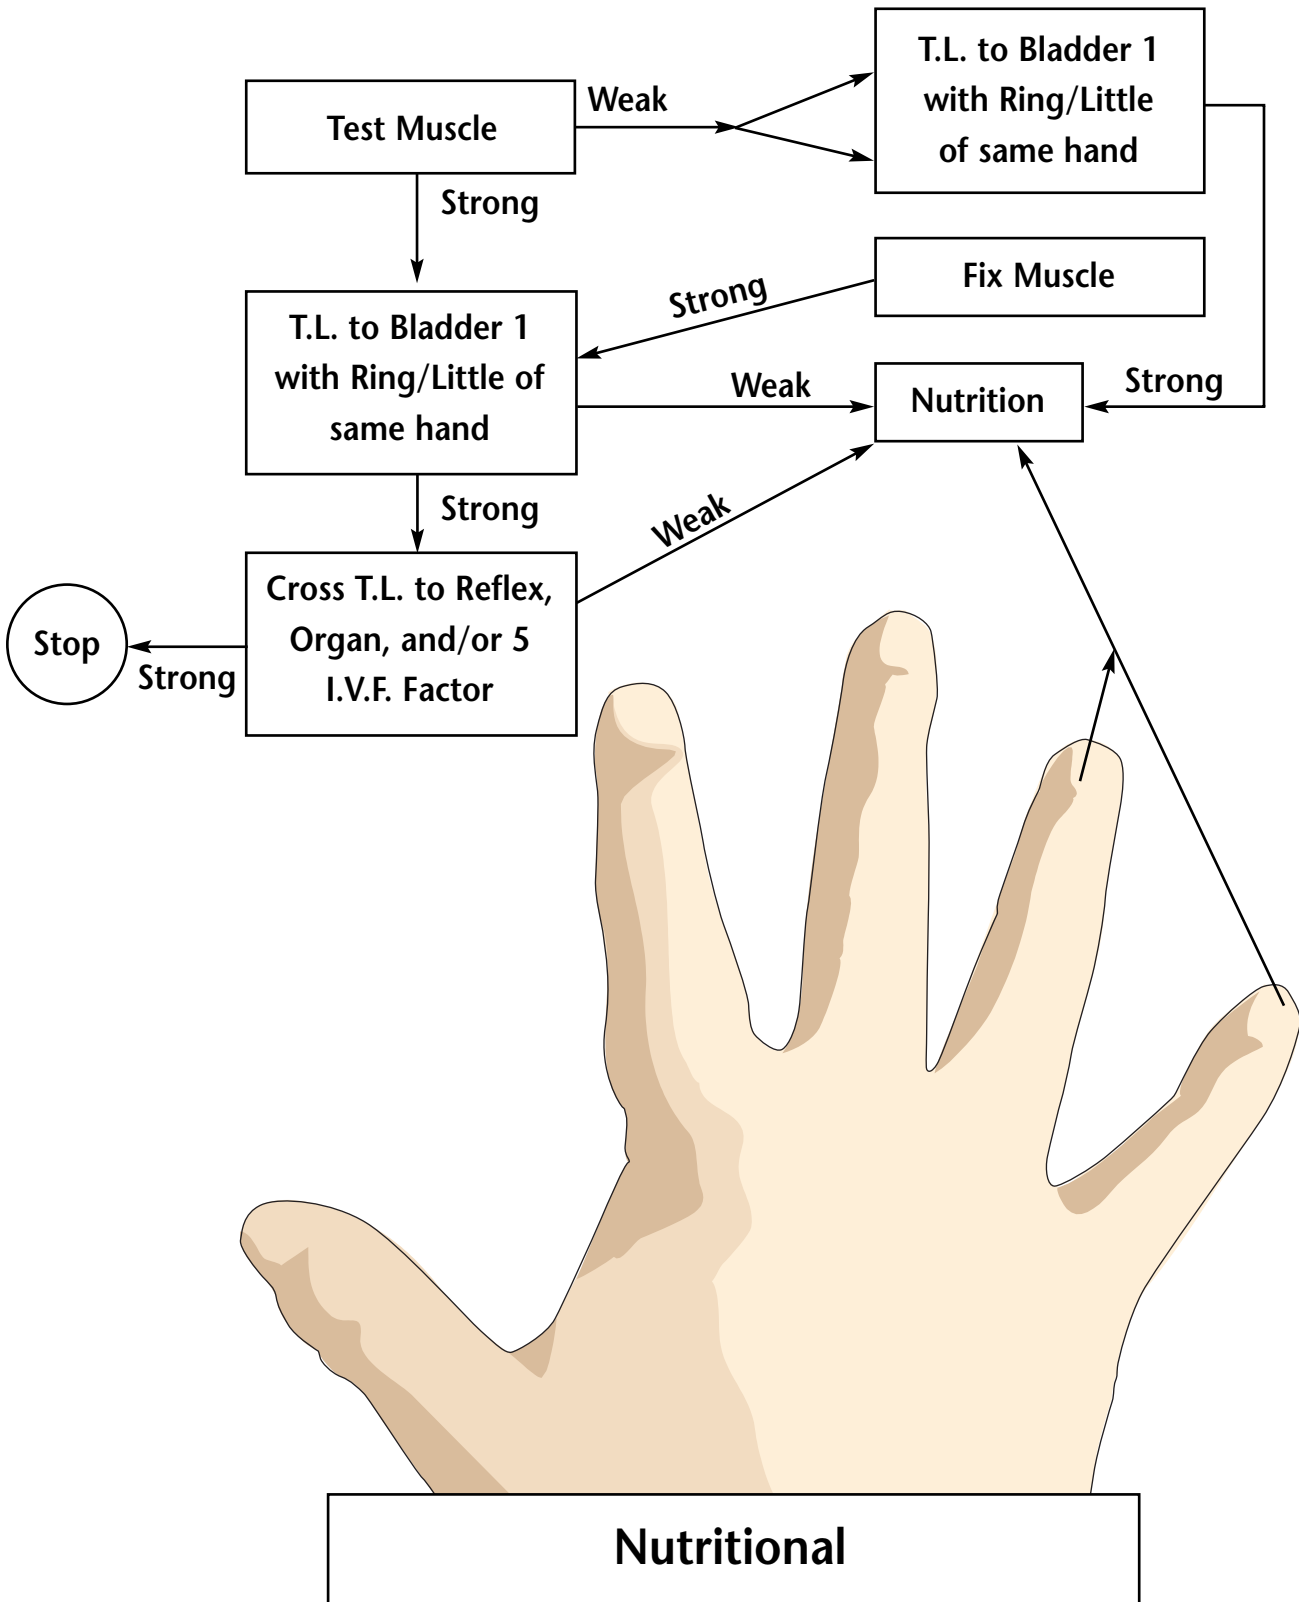 T.L. to Bladder 1
with Ring/Little
of same hand
Weak
Test Muscle
Strong
Fix Muscle
Strong
T.L. to Bladder 1
with Ring/Little of
same hand
Weak
Nutrition
Strong
Strong
Weak
Cross T.L. to Reflex,
Organ, and/or 5
I.V.F. Factor
Stop
Strong
Nutritional